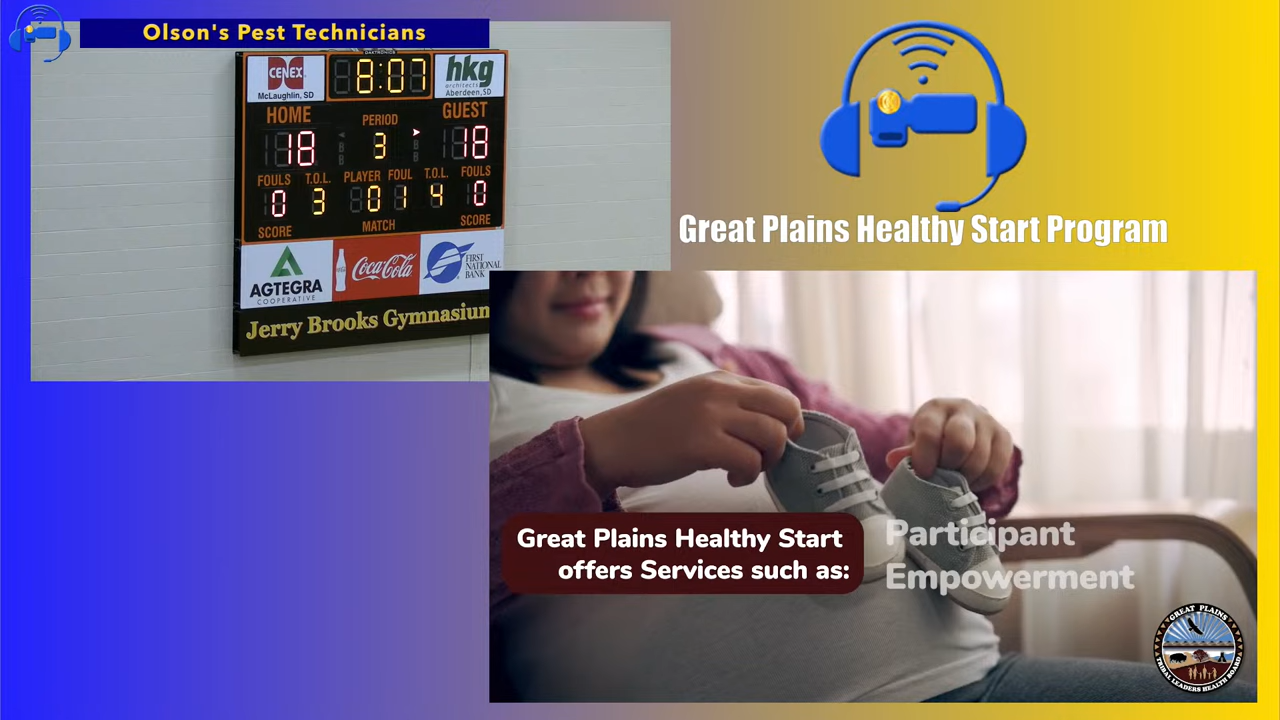 Olson's Pest Technicians
CENEX
McLaughlin, SD
8:07
hkg
architects
Aberdeen, SD
HOME
PERIOD
GUEST
18
3
18
FOULS T.O.L. PLAYER FOUL T.O.L. FOULS
0 3 0 1 4 0
SCORE MATCH SCORE
AGTEGRA
COOPERATIVE
Coca-Cola
FIRST
NATIONAL
BANK
Jerry Brooks Gymnasium
Great Plains Healthy Start Program
Great Plains Healthy Start
offers Services such as:
Participant
Empowerment
GREAT PLAINS
TRIBAL LEADERS HEALTH BOARD